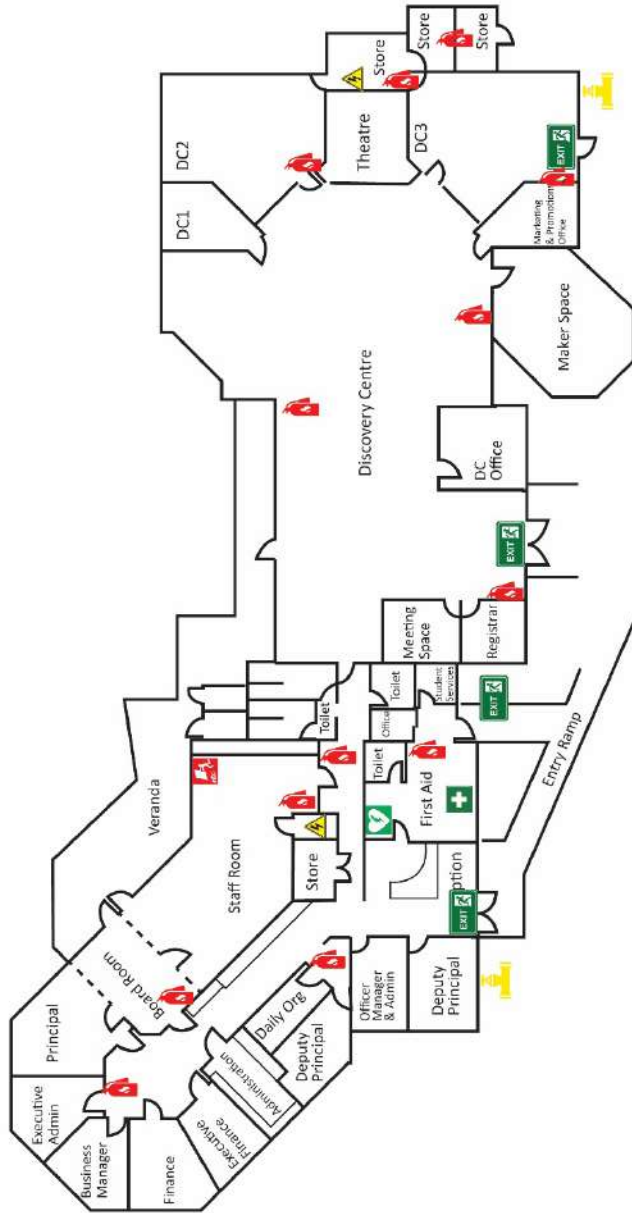 Executive
Admin
Principal
Business
Manager
Finance
Executive
Finance
Administration
Deputy
Principal
Daily Org
Board Room
Veranda
Staff Room
Store
Toilet
Officer
Manager
& Admin
Deputy
Principal
ption
EXIT
First Aid
Toilet
Office
Toilet
Student
Services
EXIT
Entry Ramp
Meeting
Space
Registrar
EXIT
DC
Office
Discovery Centre
Maker Space
Marketing
& Promotions
Office
EXIT
DC1
DC2
Theatre
DC3
Store
Store
Store